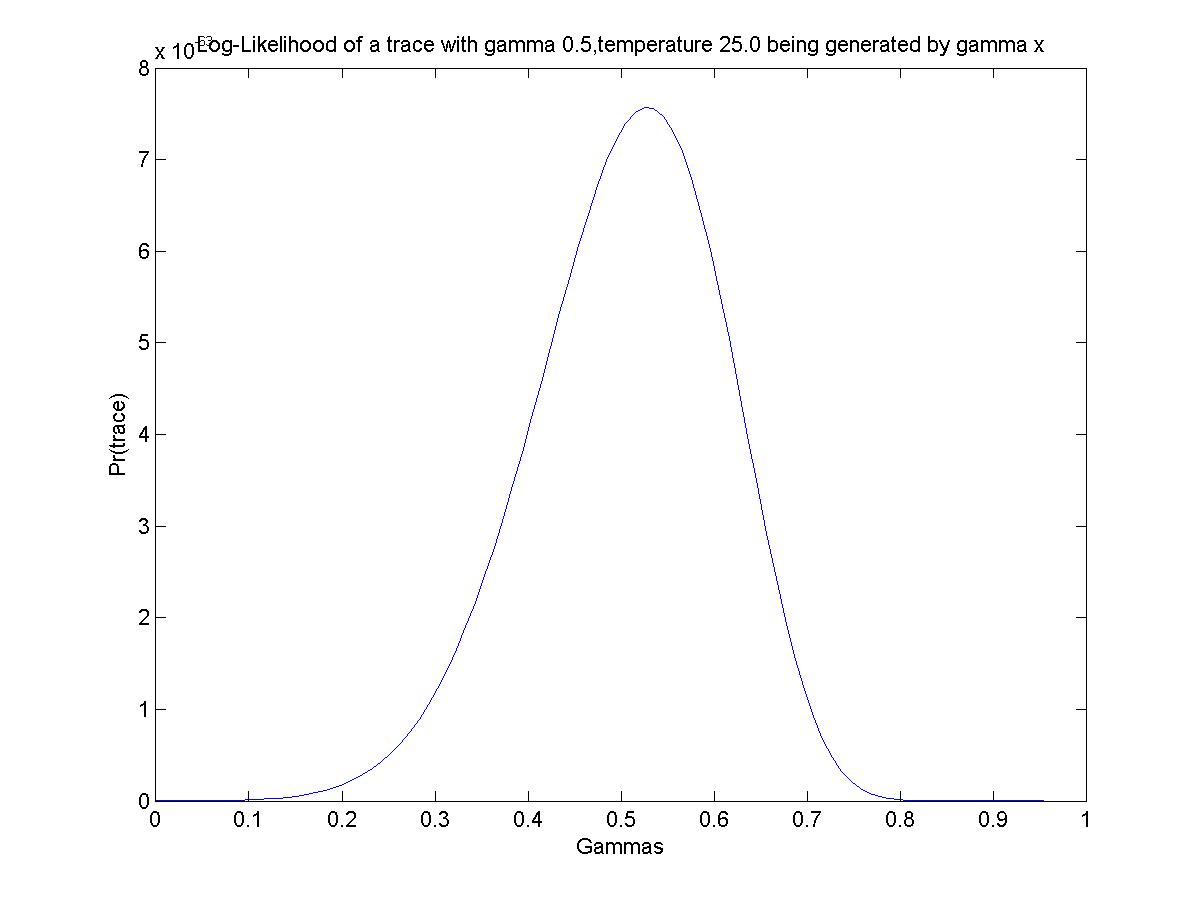 x 10-53
Log-Likelihood of a trace with gamma 0.5,temperature 25.0 being generated by gamma x
8
7
6
5
4
3
2
1
0
Pr(trace)
0 0.1 0.2 0.3 0.4 0.5 0.6 0.7 0.8 0.9 1
Gammas